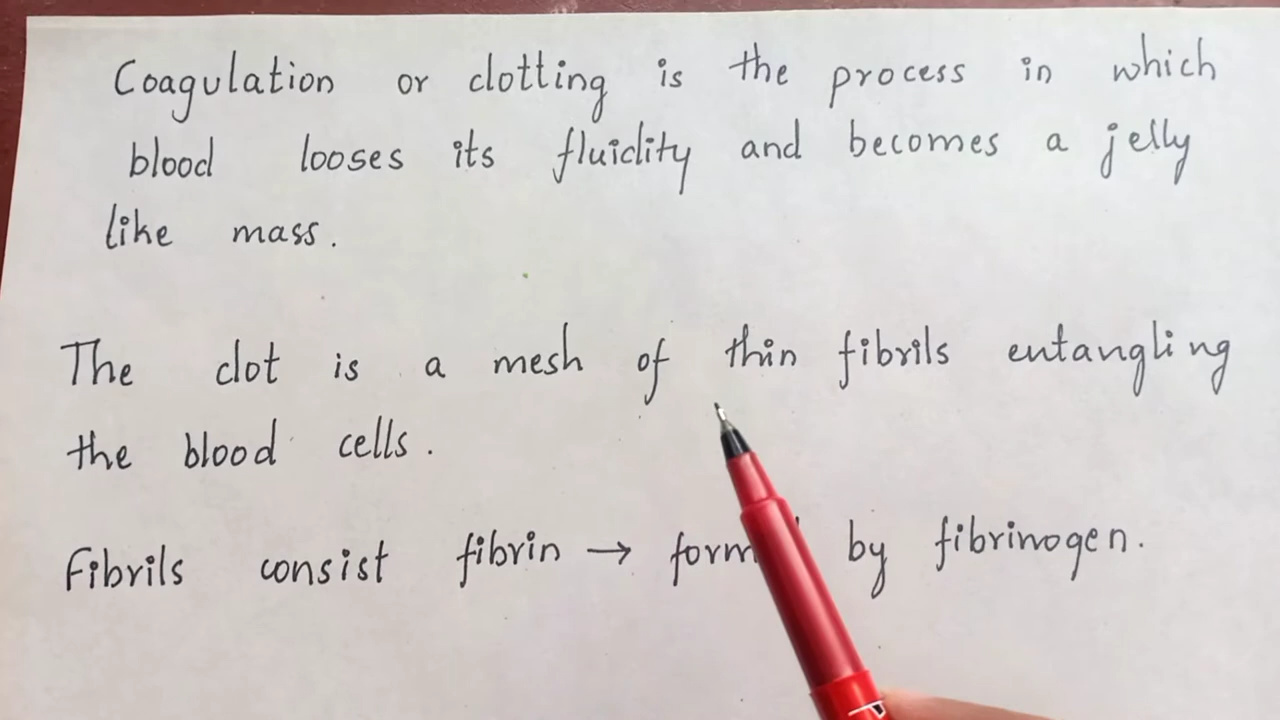 Coagulation or clotting is the process in which
blood looses its fluidity and becomes a jelly
like mass.
The clot is a mesh of thin fibrils entangling
the blood cells.
Fibrils consist fibrin → by fibrinogen.